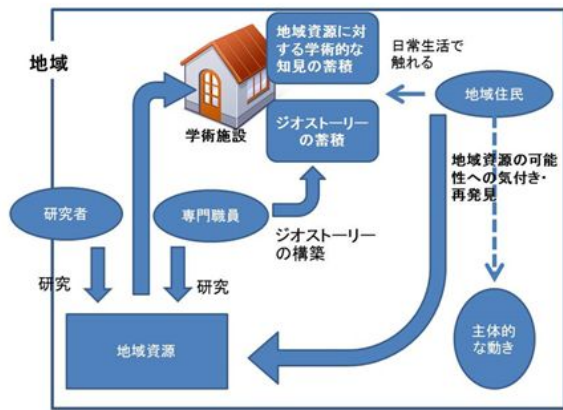 地域
学術施設
地域資源に対
する学術的な
知見の蓄積
ジオストーリー
の蓄積
日常生活で
触れる
地域住民
地域資源の可能
性への気付き・
再発見
研究者
専門職員
ジオストーリー
の構築
研究
研究
地域資源
主体的
な動き